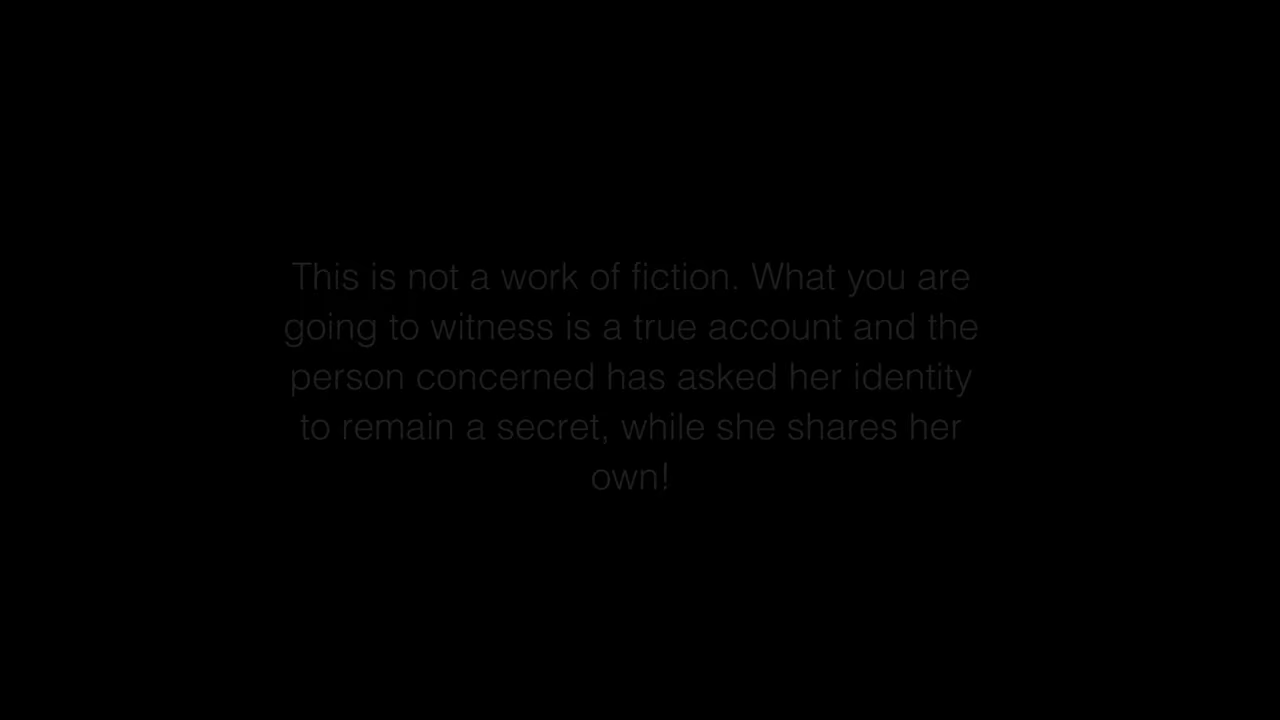 This is not a work of fiction. What you are
going to witness is a true account and the
person concerned has asked her identity
to remain a secret, while she shares her
own!